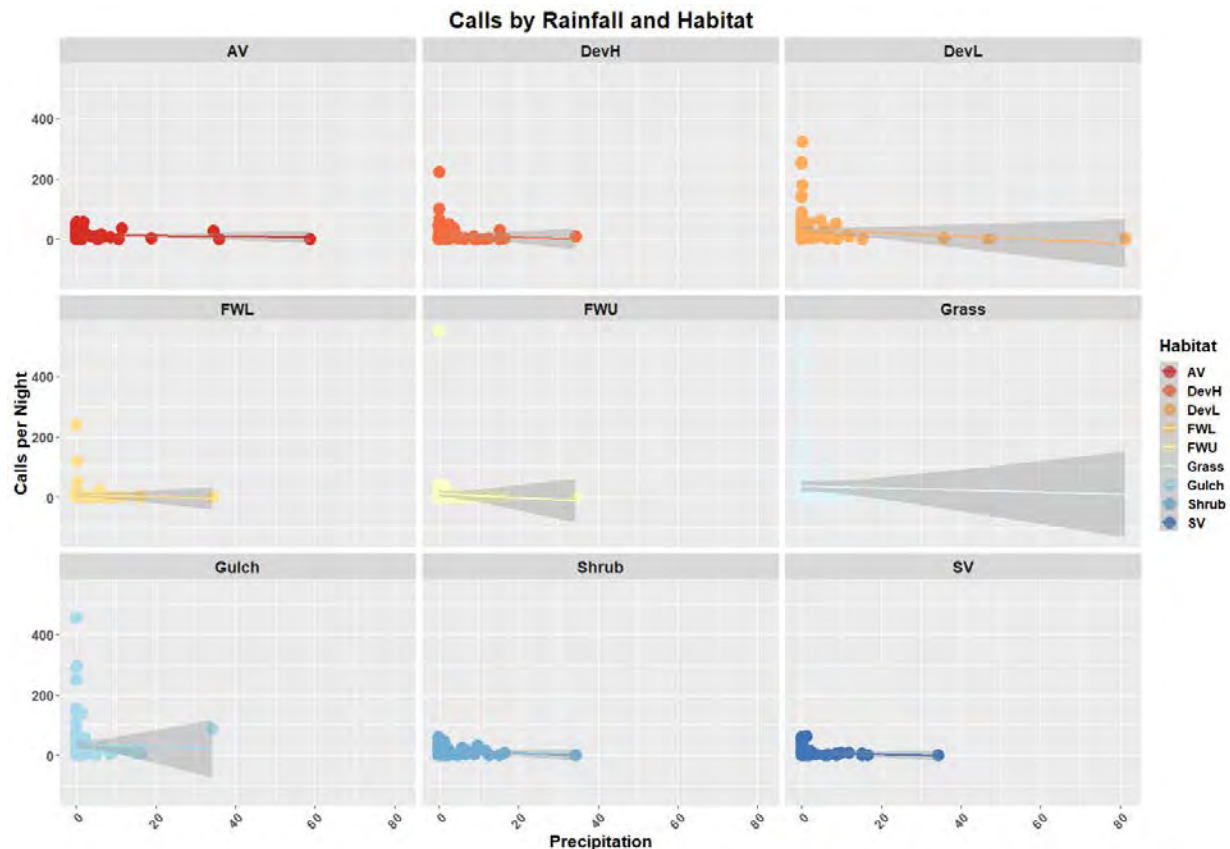 Calls by Rainfall and Habitat
AV
DevH
DevL
400
200
0
FWL
FWU
Grass
400
200
0
Calls per Night
Gulch
Shrub
SV
400
200
0
0 20 40 60 80
0 20 40 60 80
0 20 40 60 80
Precipitation
Habitat
AV
DevH
DevL
FWL
FWU
Grass
Gulch
Shrub
SV